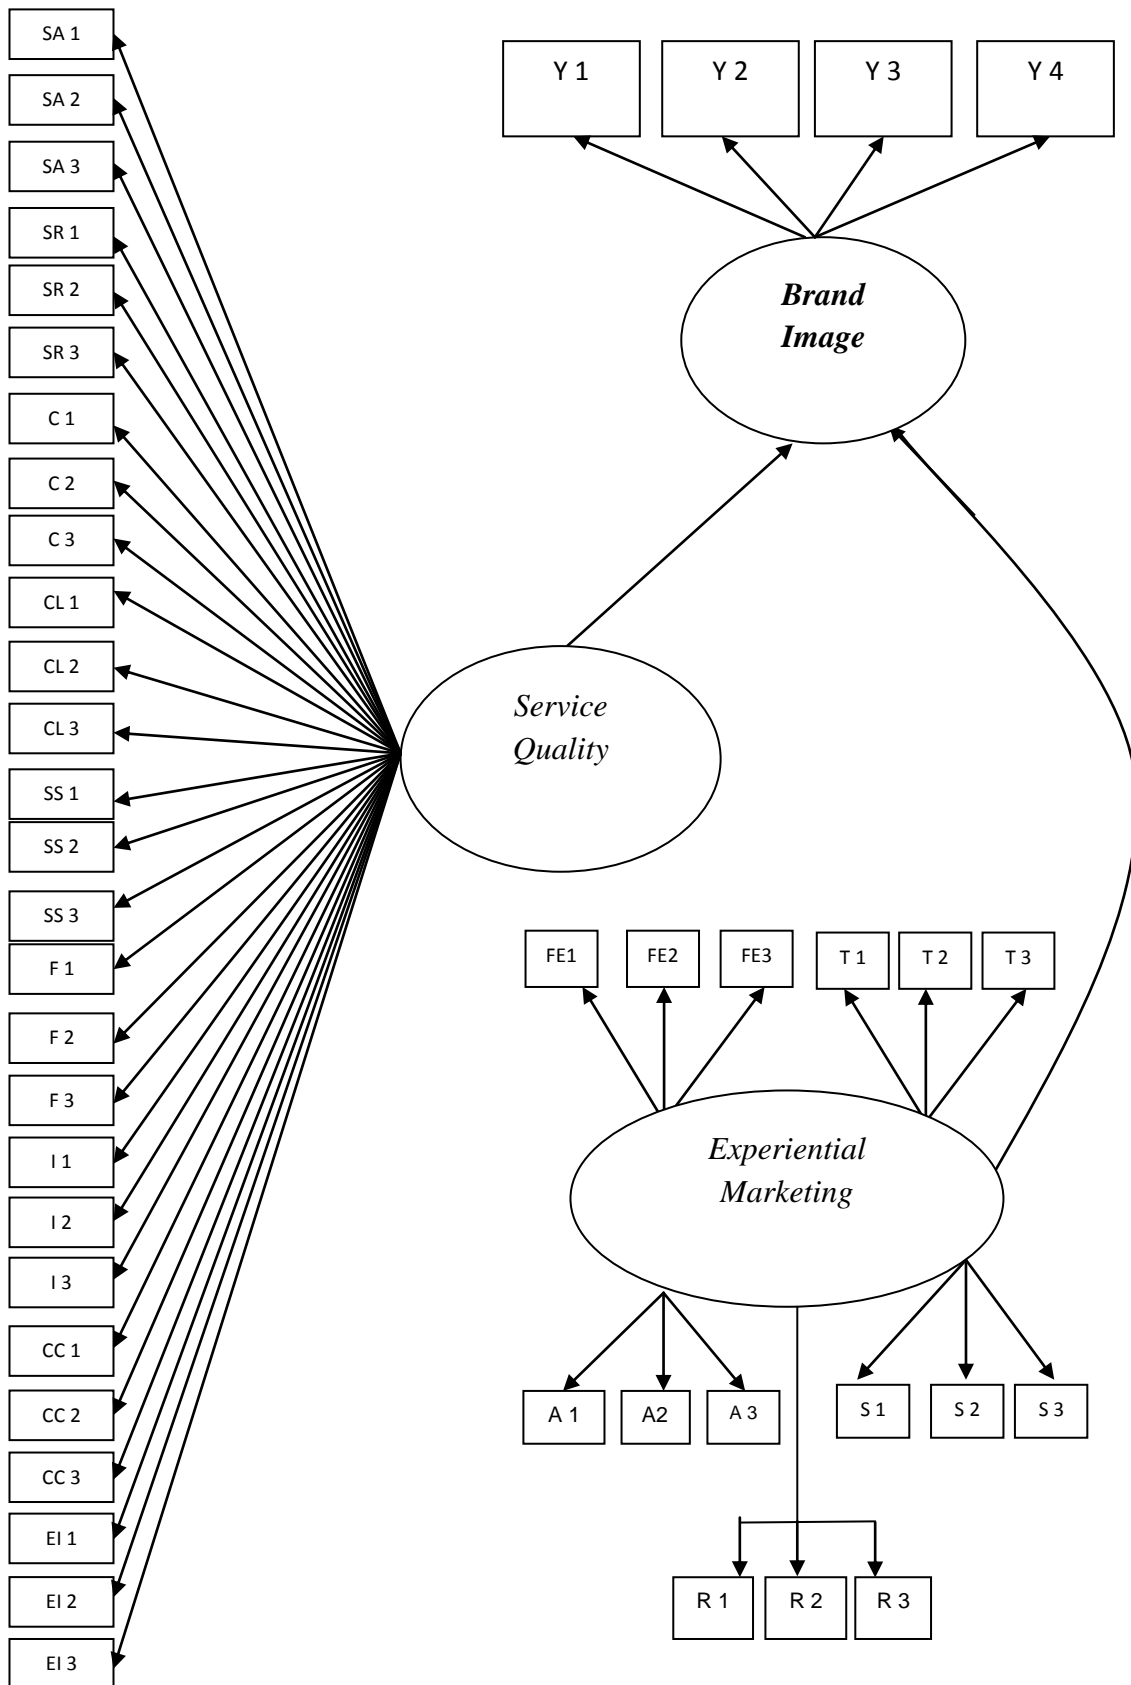 SA 1
SA 2
SA 3
SR 1
SR 2
SR 3
C 1
C 2
C 3
CL 1
CL 2
CL 3
SS 1
SS 2
SS 3
F 1
F 2
F 3
I 1
I 2
I 3
CC 1
CC 2
CC 3
EI 1
EI 2
EI 3
Y 1
Y 2
Y 3
Y 4
Brand
Image
Service
Quality
FE1
FE2
FE3
T 1
T 2
T 3
Experiential
Marketing
A 1
A2
A 3
S 1
S 2
S 3
R 1
R 2
R 3